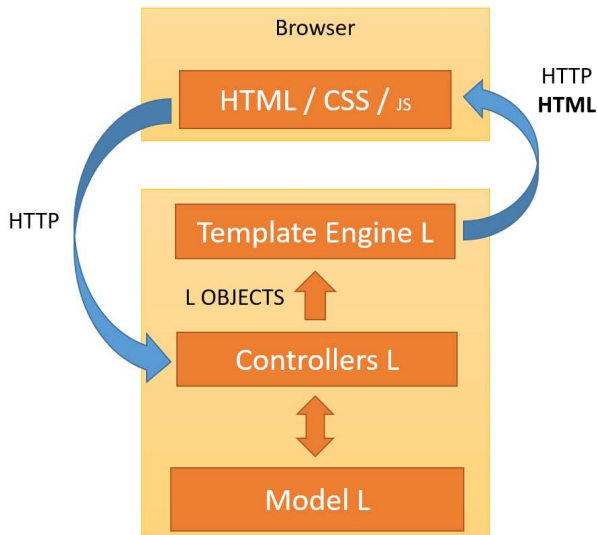 Browser
HTML / CSS / JS
HTTP
HTML
HTTP
Template Engine L
L OBJECTS
Controllers L
Model L